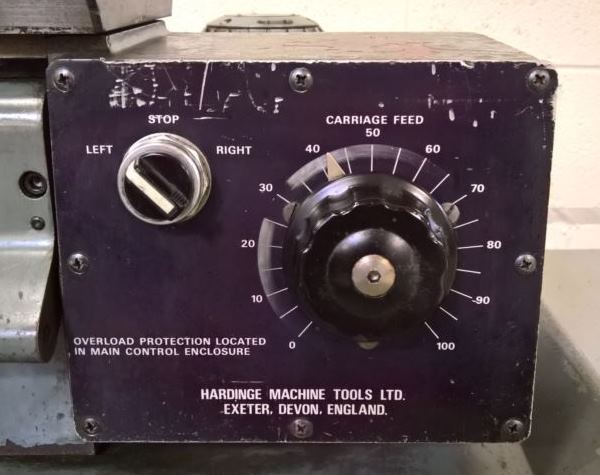 STOP
LEFT
RIGHT
CARRIAGE FEED
50
40
60
30
70
20
80
10
90
0
100
OVERLOAD PROTECTION LOCATED
IN MAIN CONTROL ENCLOSURE
HARDINGE MACHINE TOOLS LTD.
EXETER, DEVON, ENGLAND.